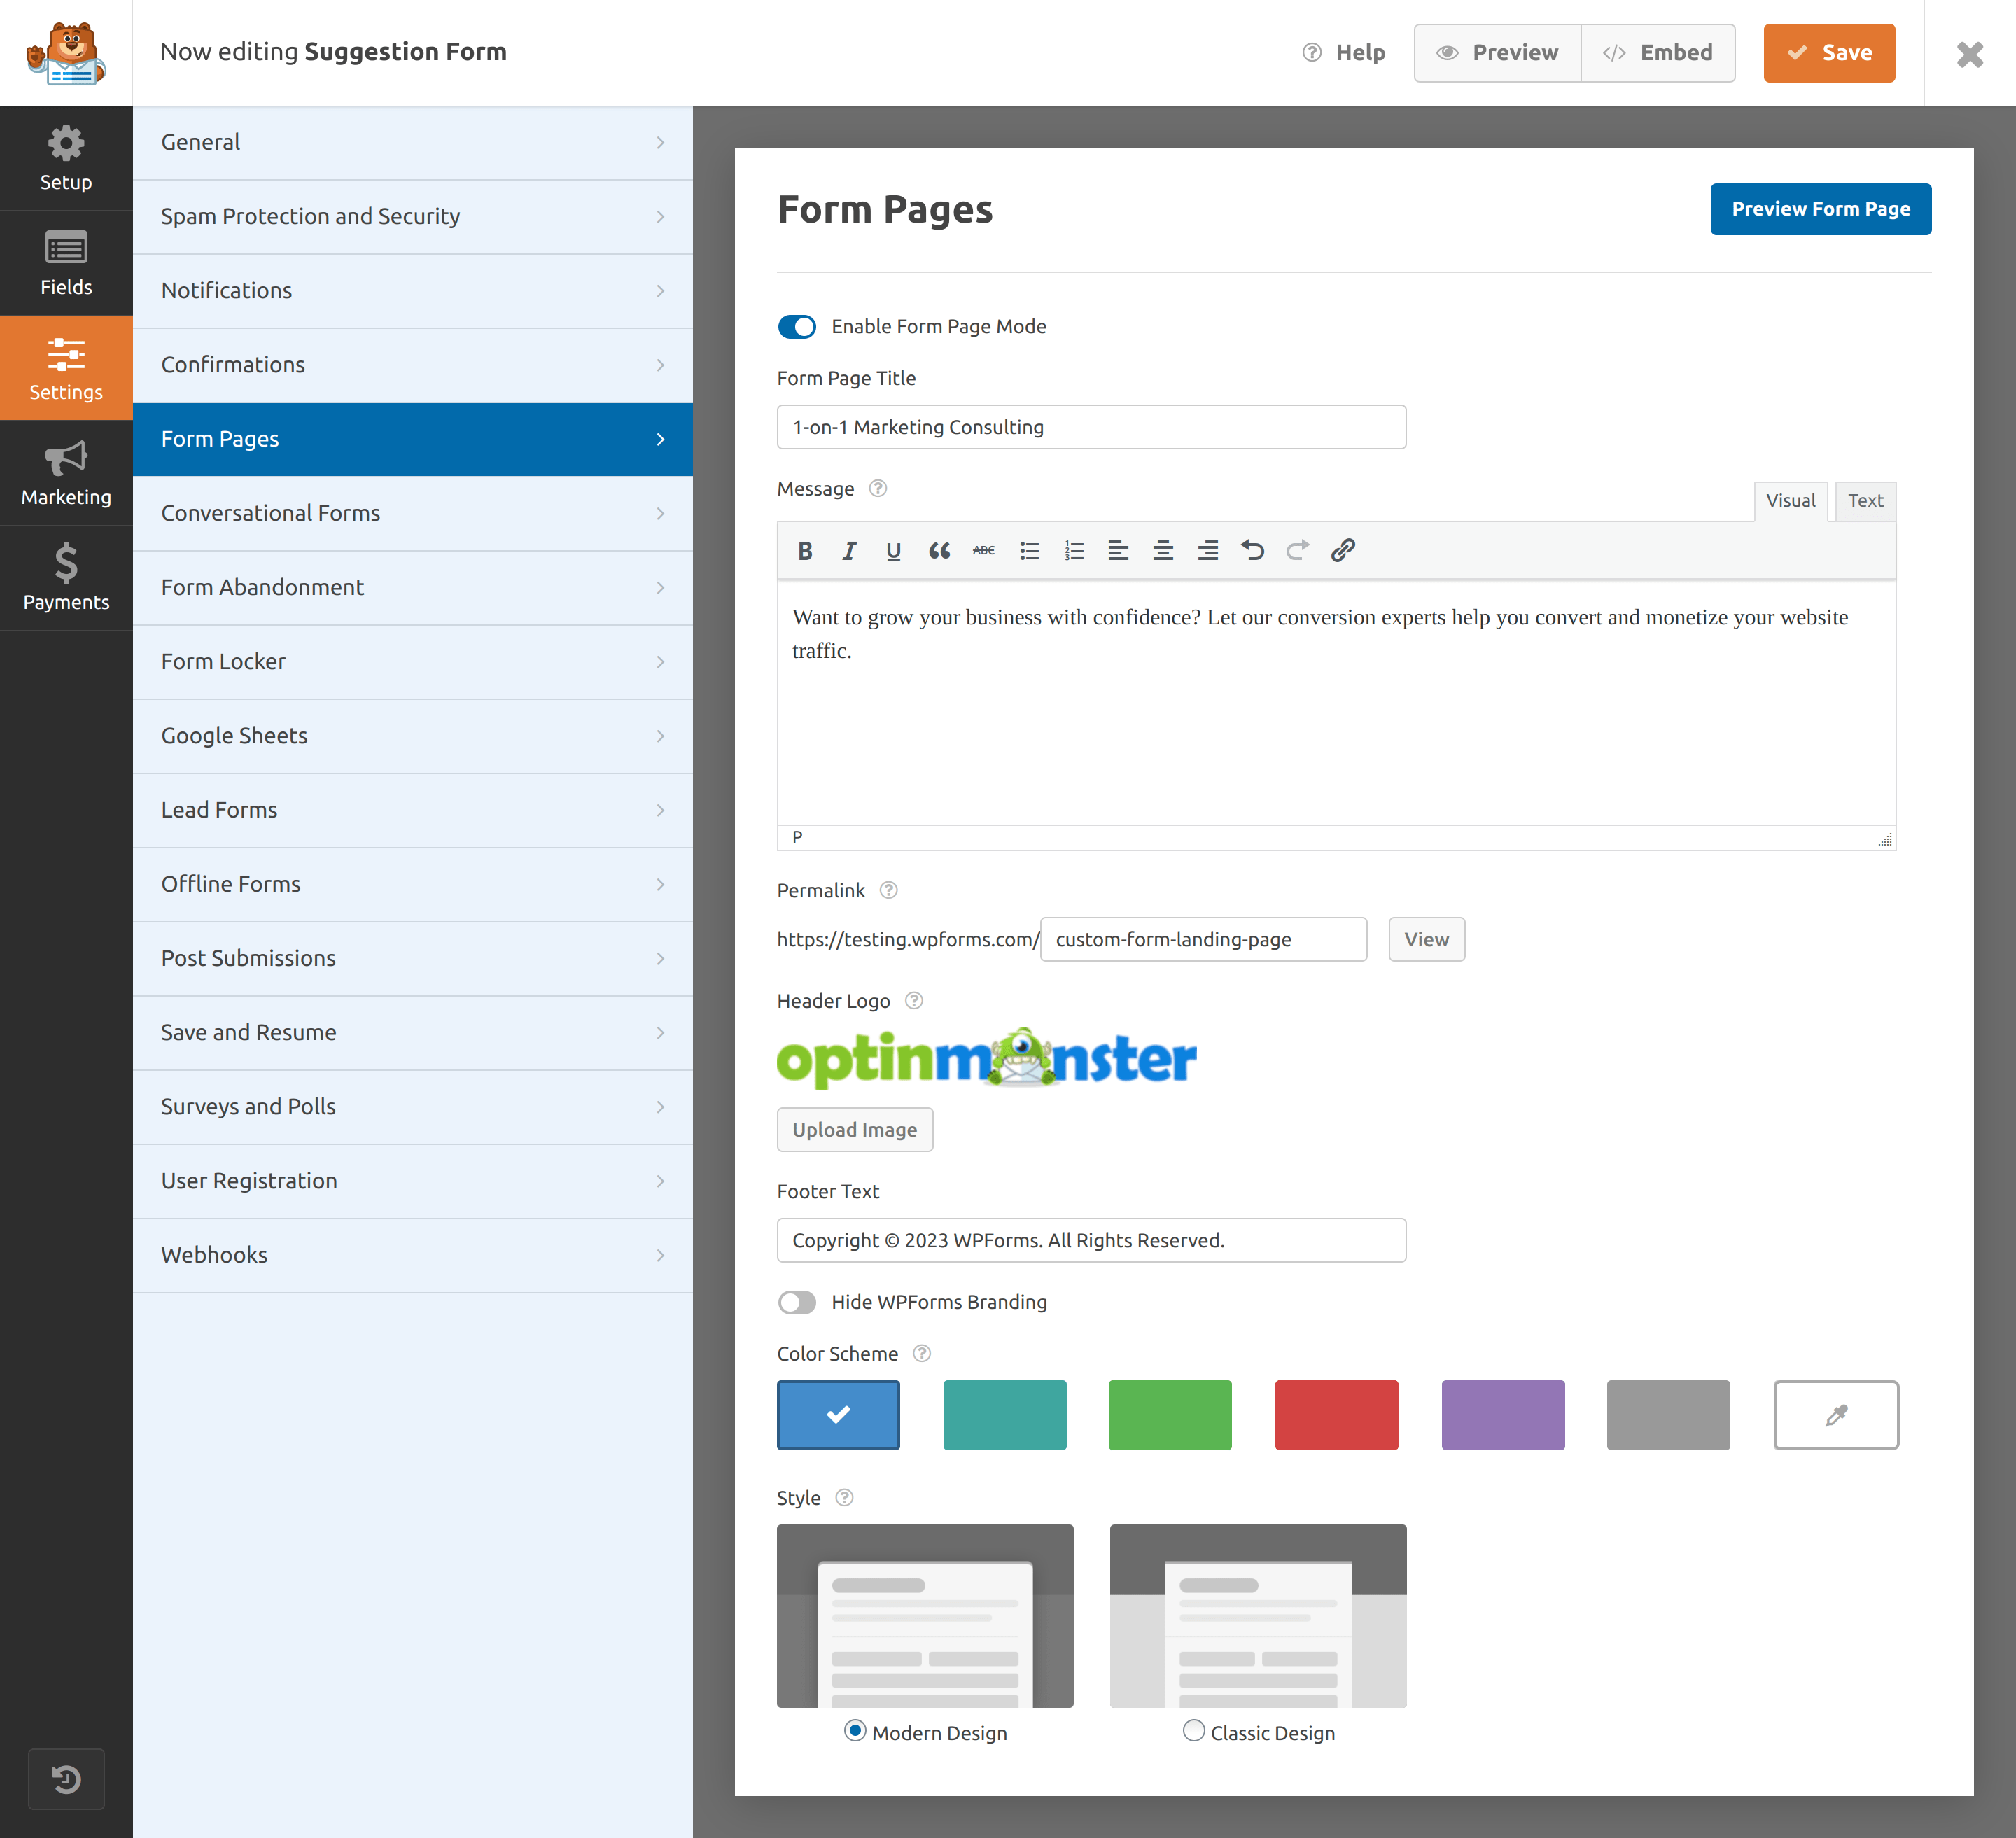 Now editing Suggestion Form
Help
Preview
Embed
Save
Setup
Fields
Settings
Marketing
Payments
General
Spam Protection and Security
Notifications
Confirmations
Form Pages
Conversational Forms
Form Abandonment
Form Locker
Google Sheets
Lead Forms
Offline Forms
Post Submissions
Save and Resume
Surveys and Polls
User Registration
Webhooks
Form Pages
Preview Form Page
Enable Form Page Mode
Form Page Title
1-on-1 Marketing Consulting
Message
Visual
Text
B I U ABC
Want to grow your business with confidence? Let our conversion experts help you convert and monetize your website
traffic.
P
Permalink
https://testing.wpforms.com/ custom-form-landing-page View
Header Logo
optinmonster
Upload Image
Footer Text
Copyright © 2023 WPForms. All Rights Reserved.
Hide WPForms Branding
Color Scheme
Style
Modern Design
Classic Design